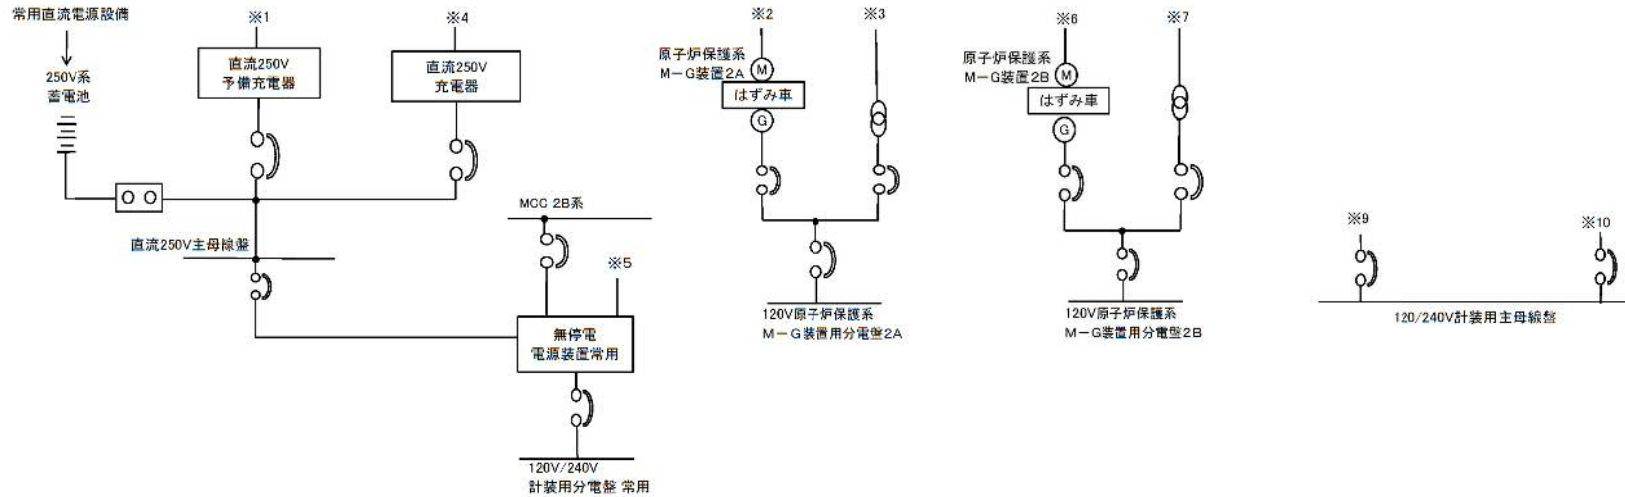 常用直流電源設備
※1
※4
※2
※3
※6
※7
直流250V
予備充電器
直流250V
充電器
250V系
蓄電池
原子炉保護系
M－G装置2A
M
はずみ車
G
原子炉保護系
M－G装置2B
M
はずみ車
G
MCC 2B系
※9
※10
直流250V主母線盤
※5
120V原子炉保護系
M－G装置用分電盤2A
120V原子炉保護系
M－G装置用分電盤2B
120/240V計装用主母線盤
無停電
電源装置常用
120V/240V
計装用分電盤 常用